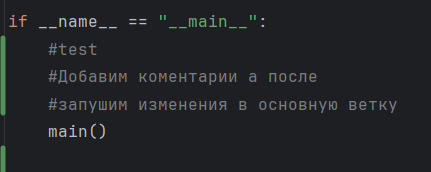 if __name__ == "__main__":
    #test
    #Добавим коментарии а после
    #запушим изменения в основную ветку
    main()